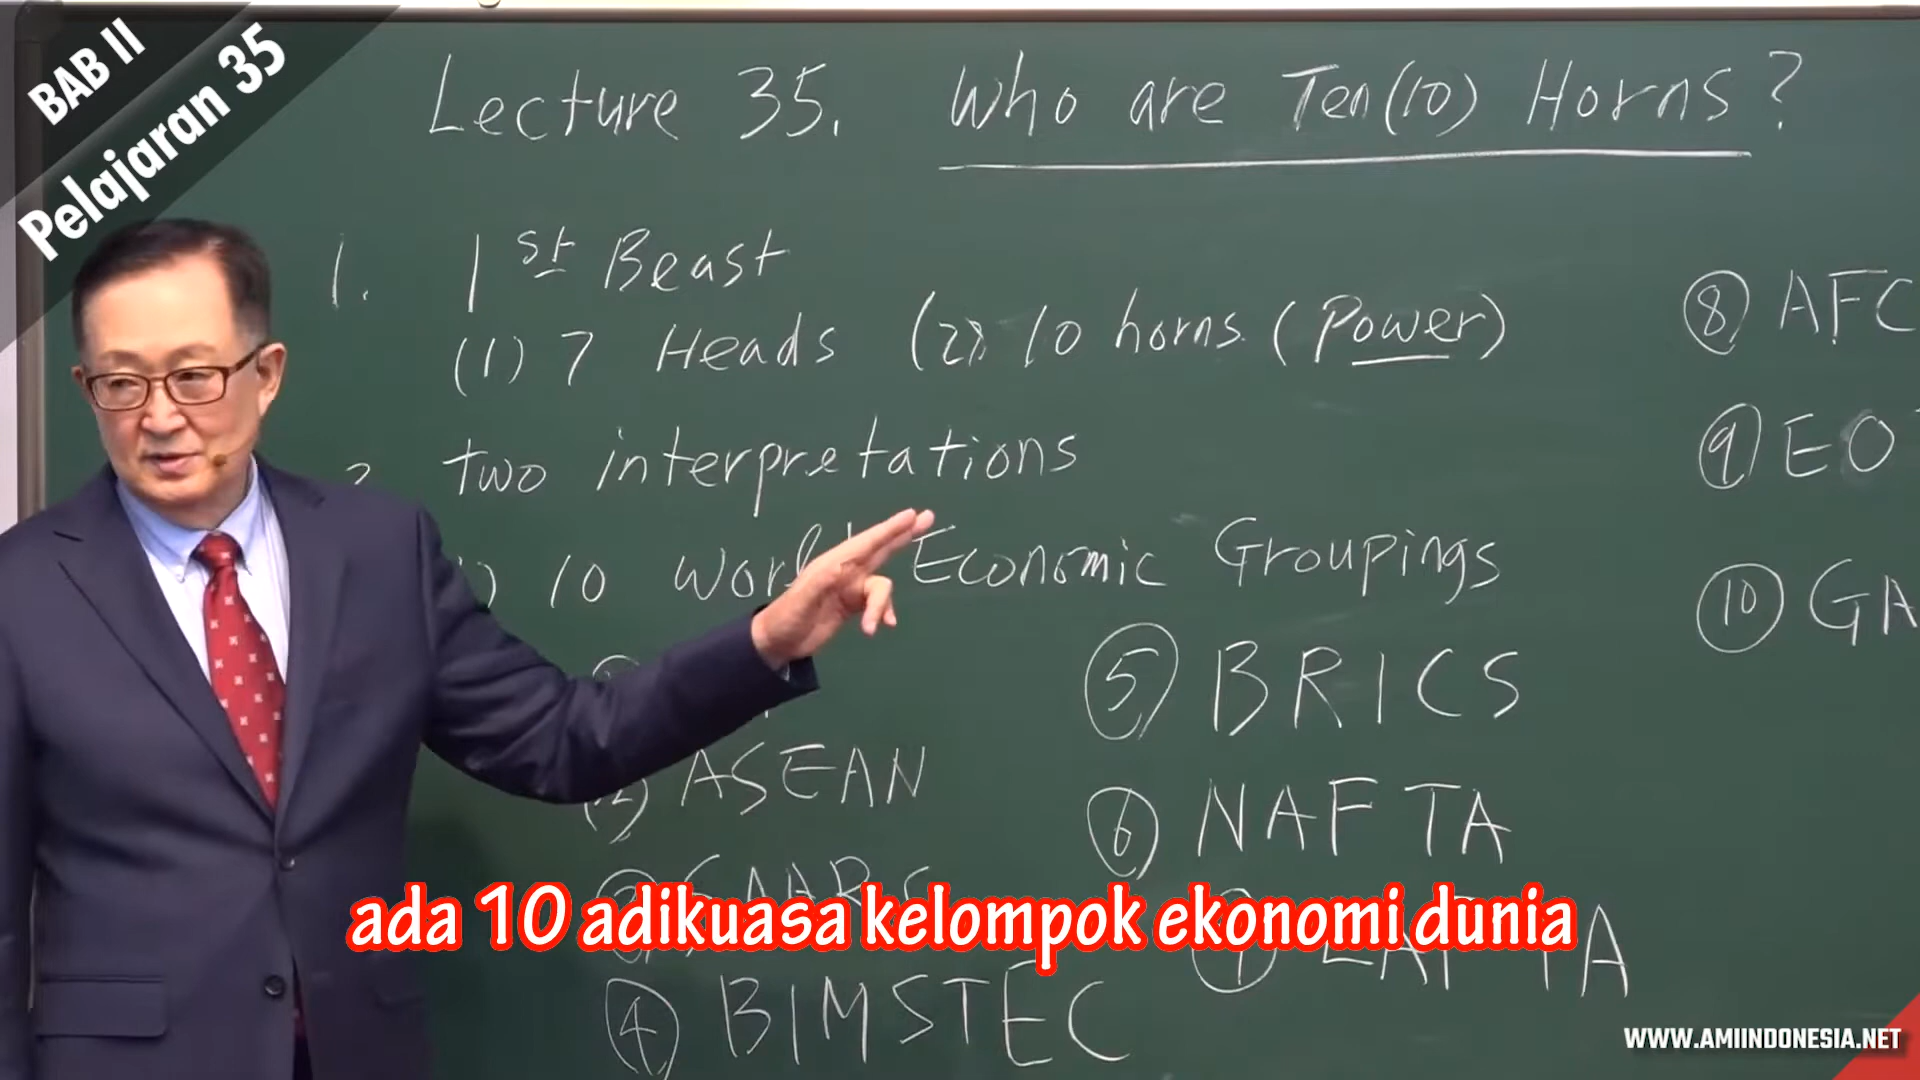 BAB II
Pelajaran 35
Lecture 35. Who are Ten(10) Horns?
1. 1st Beast
(1) 7 Heads (2) 10 horns (Power)
two interpretations
10 World Economic Groupings
ASEAN
④ BIMSTEC
⑤ BRICS
⑥ NAFTA
⑧ AFC
⑨ EO
⑩ GA
ada 10 adikuasa kelompok ekonomi dunia
WWW.AMIINDONESIA.NET